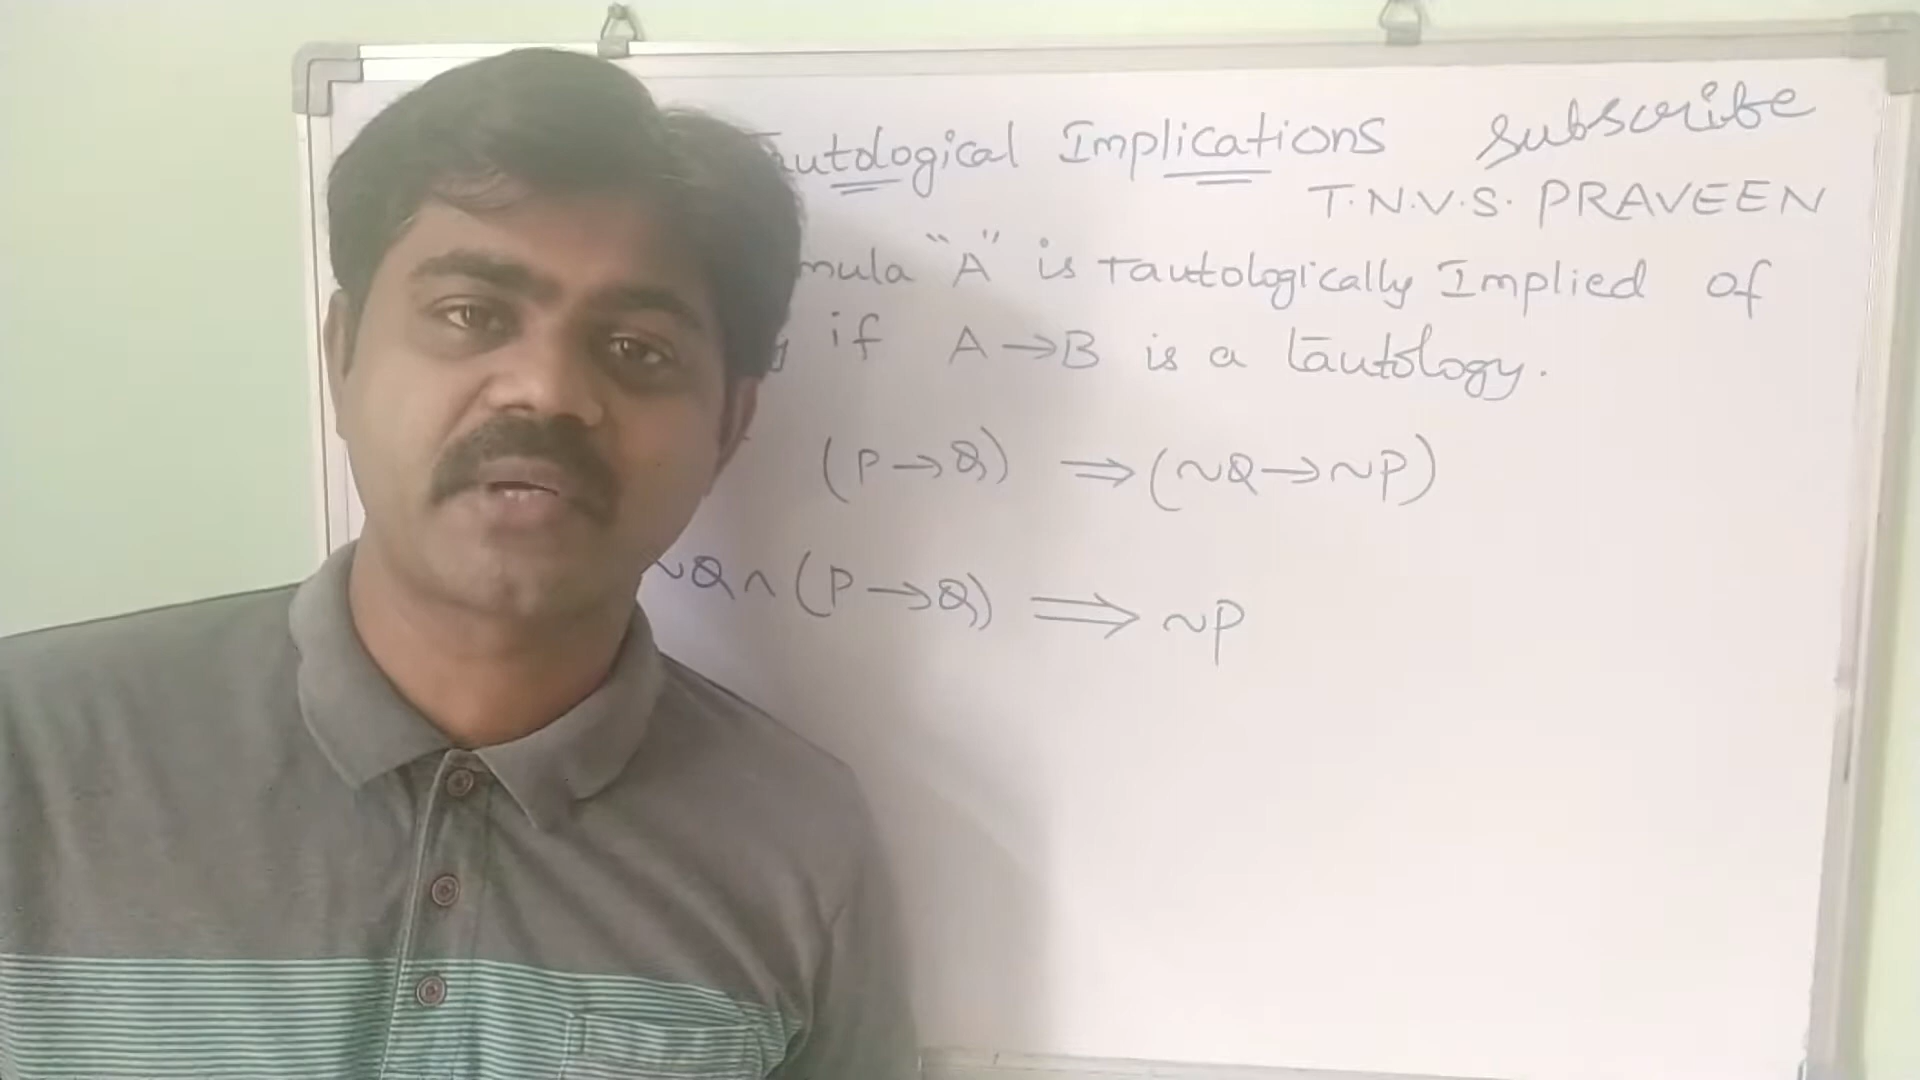 autological Implications subscribe
T.N.V.S. PRAVEEN
mula "A" is Tautologically Implied of
y if A→B is a tautology.
(P→Q) ⇒ (~Q→~P)
~Q∧(P→Q) ⇒ ~P